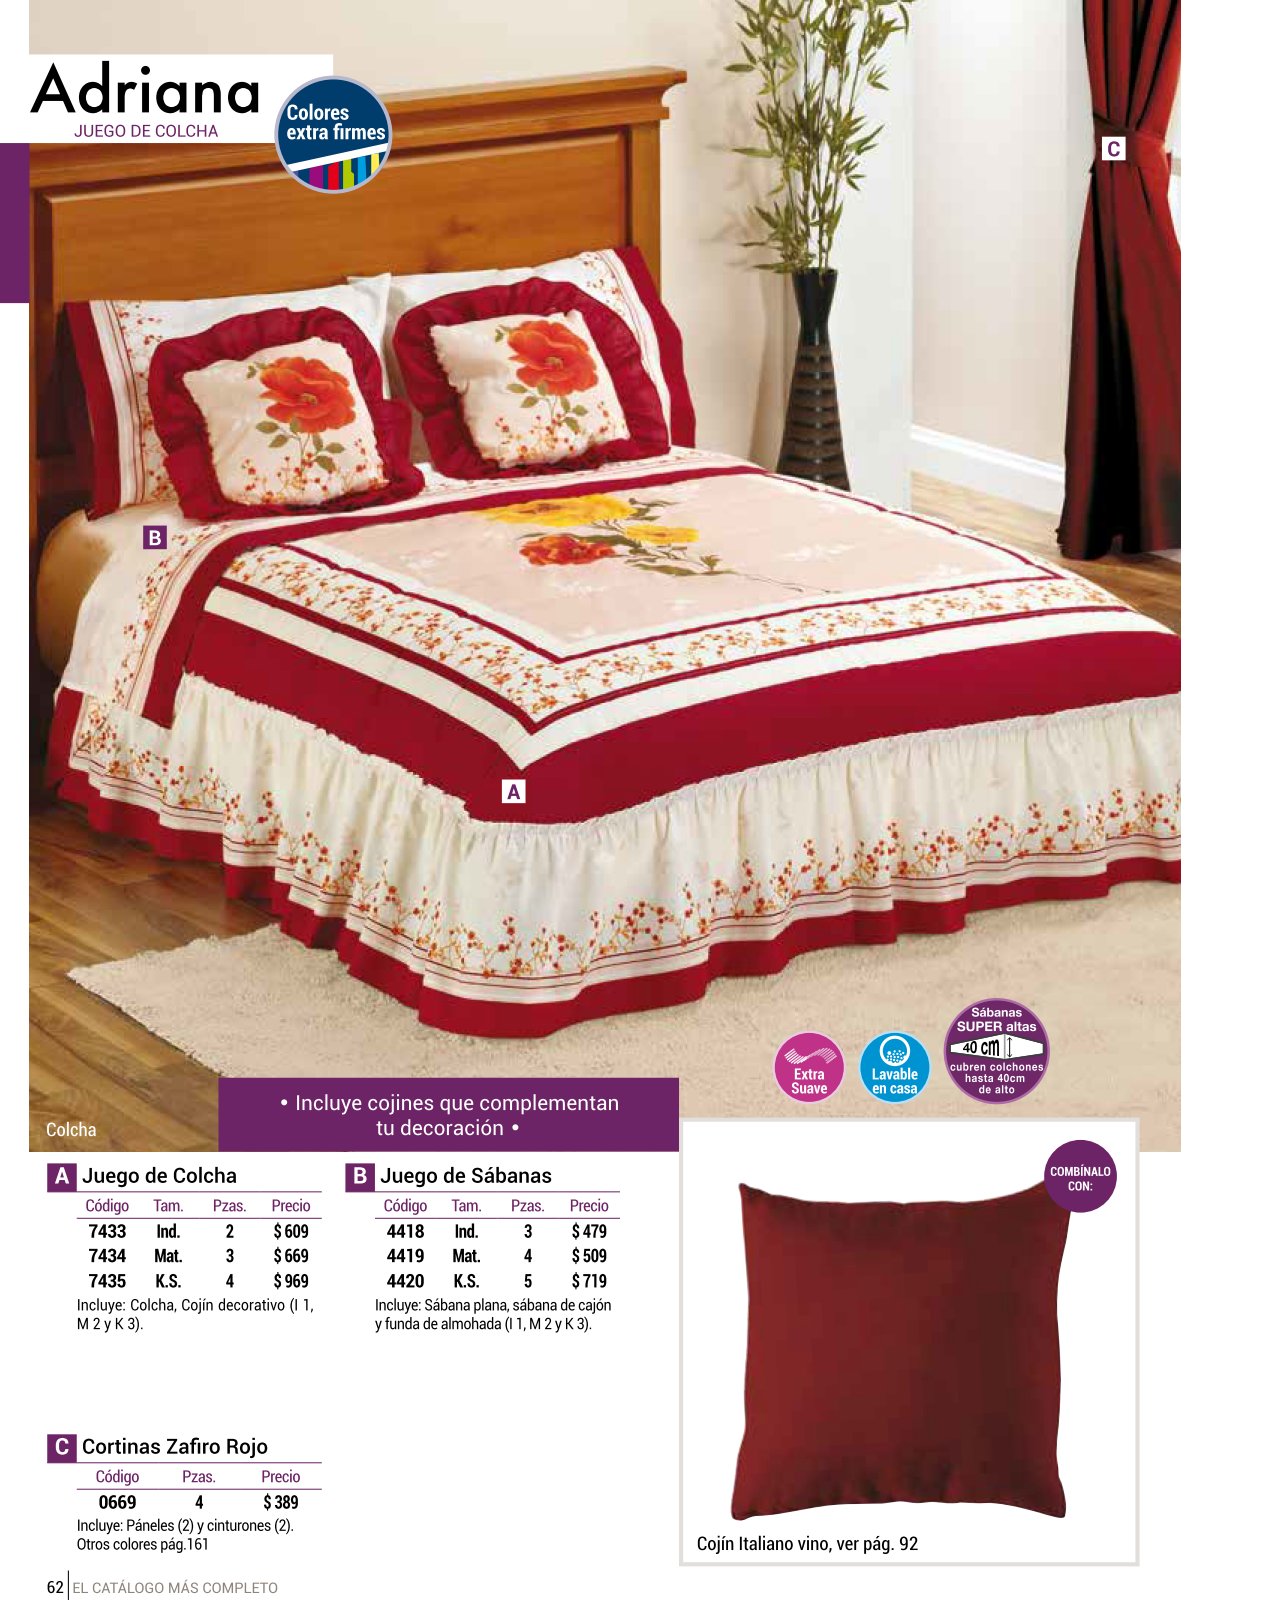 Adriana
JUEGO DE COLCHA
Colores
extra firmes
C
B
A
Sábanas
SUPER altas
40 cm
cubren colchones
hasta 40cm
de alto
Extra
Suave
Lavable
en casa
• Incluye cojines que complementan
tu decoración •
Colcha
A Juego de Colcha
Código Tam. Pzas. Precio
7433 Ind. 2 $ 609
7434 Mat. 3 $ 669
7435 K.S. 4 $ 969
Incluye: Colcha, Cojín decorativo (I 1,
M 2 y K 3).
B Juego de Sábanas
Código Tam. Pzas. Precio
4418 Ind. 3 $ 479
4419 Mat. 4 $ 509
4420 K.S. 5 $ 719
Incluye: Sábana plana, sábana de cajón
y funda de almohada (I 1, M 2 y K 3).
COMBÍNALO
CON:
Cojín Italiano vino, ver pág. 92
C Cortinas Zafiro Rojo
Código Pzas. Precio
0669 4 $ 389
Incluye: Páneles (2) y cinturones (2).
Otros colores pág.161
62 EL CATÁLOGO MÁS COMPLETO